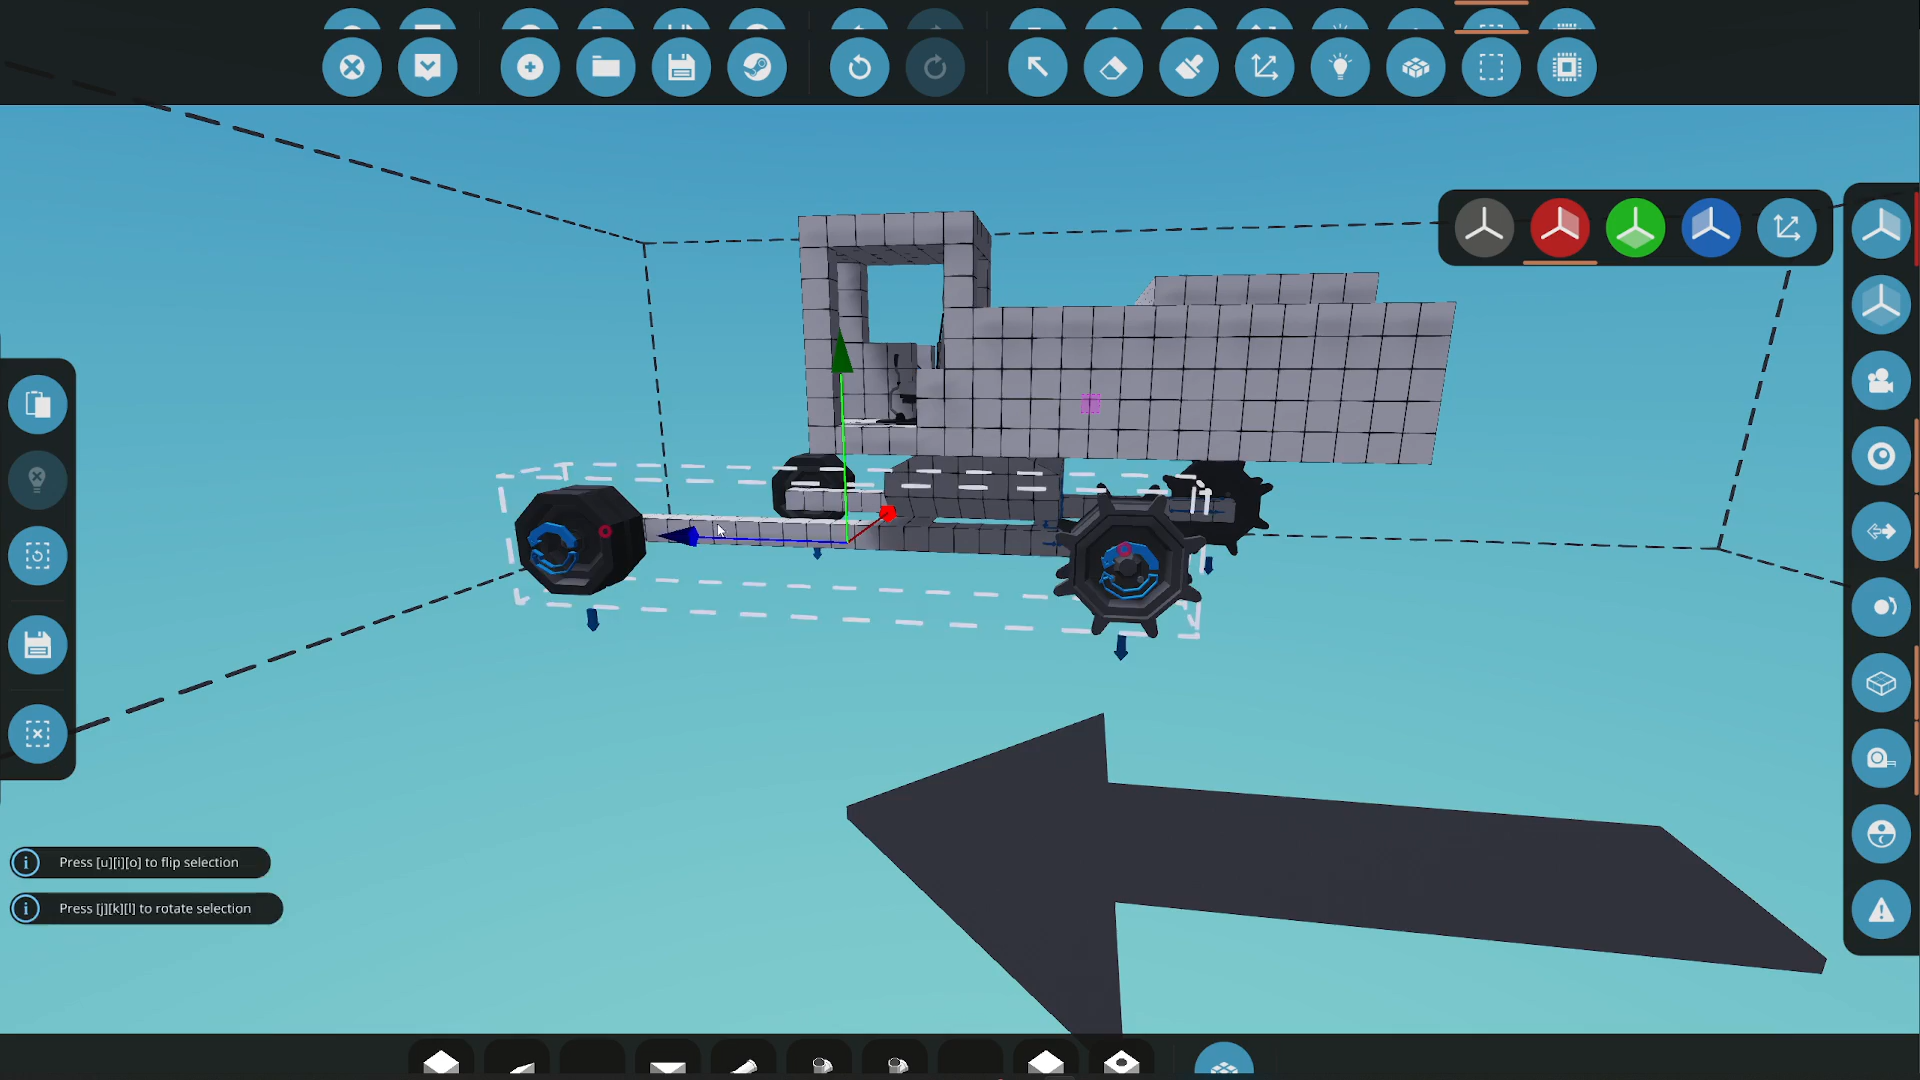 Press [u][i][o] to flip selection
Press [j][k][l] to rotate selection